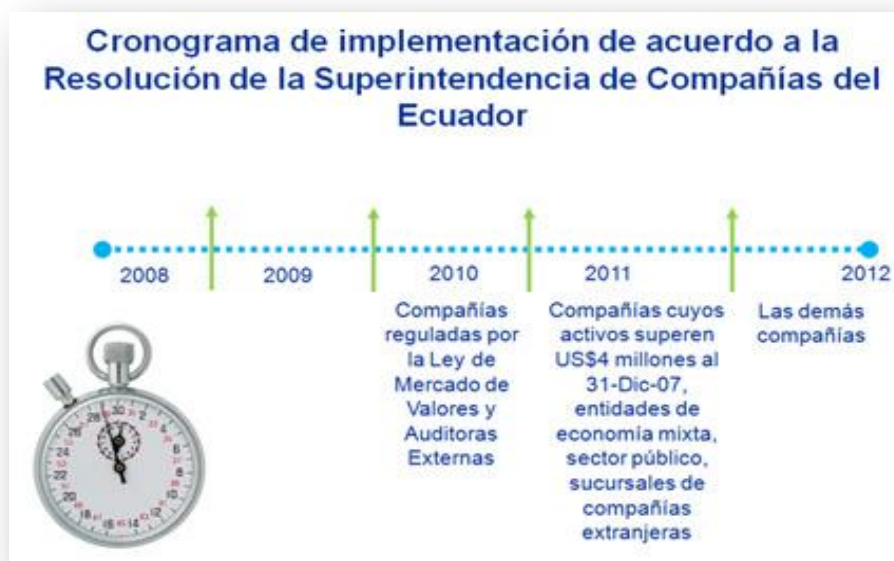 Cronograma de implementación de acuerdo a la
Resolución de la Superintendencia de Compañías del
Ecuador
2008
2009
2010
2011
2012
Compañías
reguladas por
la Ley de
Mercado de
Valores y
Auditoras
Externas
Compañías cuyos
activos superen
US$4 millones al
31-Dic-07,
entidades de
economía mixta,
sector público,
sucursales de
compañías
extranjeras
Las demás
compañías